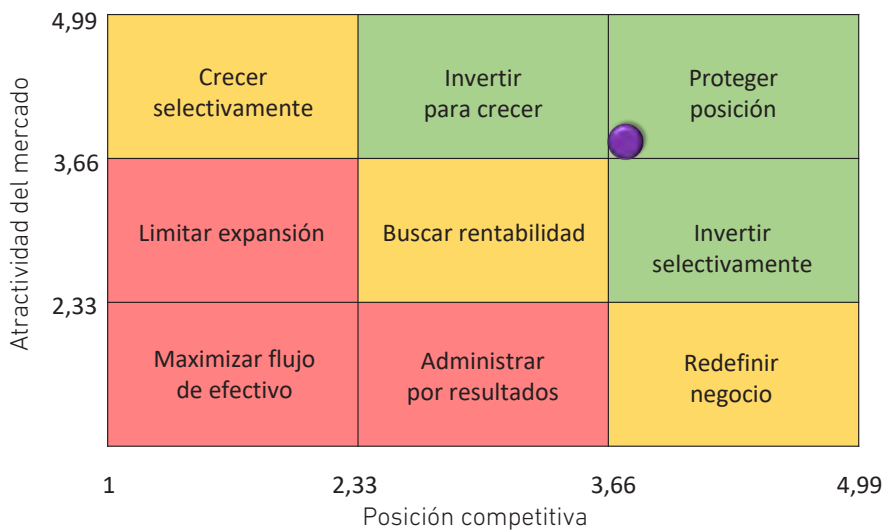 4,99
Crecer
selectivamente
Invertir
para crecer
Proteger
posición
3,66
Limitar expansión
Buscar rentabilidad
Invertir
selectivamente
2,33
Maximizar flujo
de efectivo
Administrar
por resultados
Redefinir
negocio
Atractividad del mercado
1
2,33
3,66
4,99
Posición competitiva